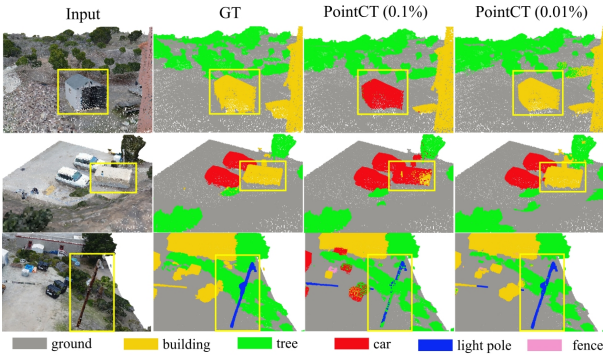 Input GT PointCT (0.1%) PointCT (0.01%)
ground building tree car light pole fence